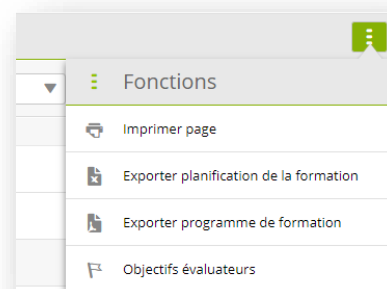 Fonctions
Imprimer page
Exporter planification de la formation
Exporter programme de formation
Objectifs évaluateurs